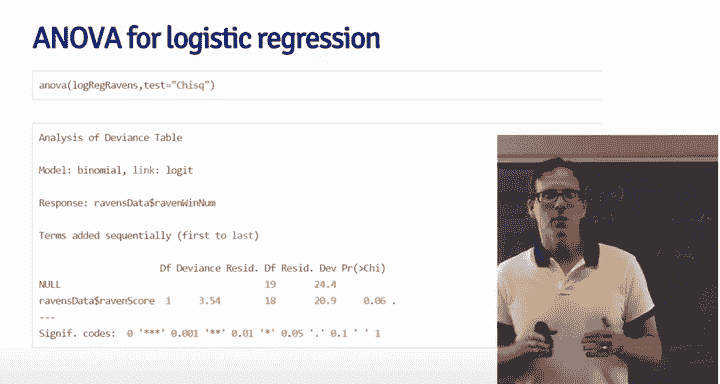 ANOVA for logistic regression
anova(logRegRavens,test="Chisq")
Analysis of Deviance Table
Model: binomial, link: logit
Response: ravensData$ravenWinNum
Terms added sequentially (first to last)
Df Deviance Resid. Df Resid. Dev Pr(>Chi)
NULL 19 24.4
ravensData$ravenScore 1 3.54 18 20.9 0.06 .
---
Signif. codes: 0 '***' 0.001 '**' 0.01 '*' 0.05 '.' 0.1 ' ' 1